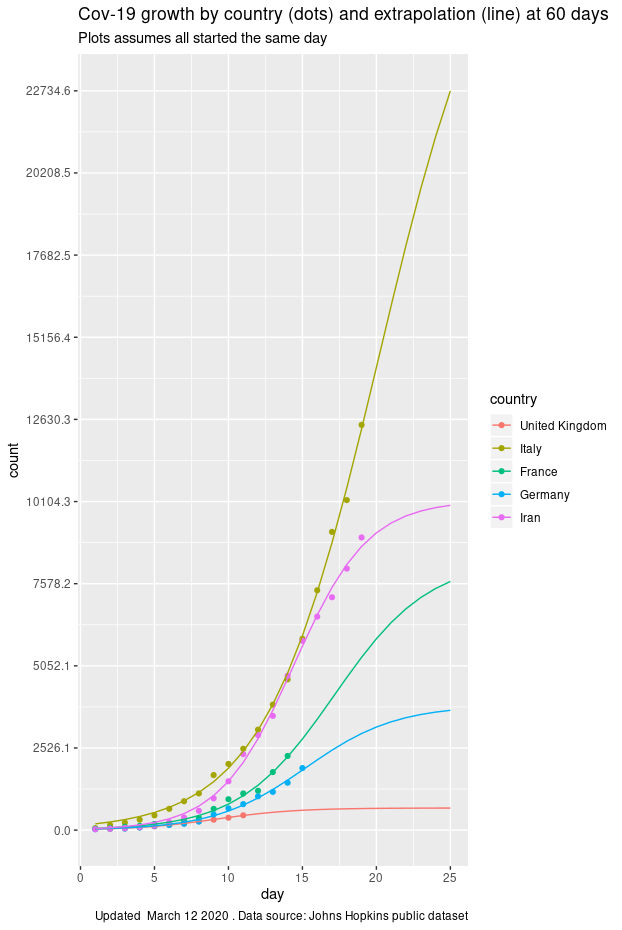 Cov-19 growth by country (dots) and extrapolation (line) at 60 days
Plots assumes all started the same day
count
22734.6
20208.5
17682.5
15156.4
12630.3
10104.3
7578.2
5052.1
2526.1
0.0
0
5
10
15
20
25
day
country
United Kingdom
Italy
France
Germany
Iran
Updated  March 12 2020 . Data source: Johns Hopkins public dataset